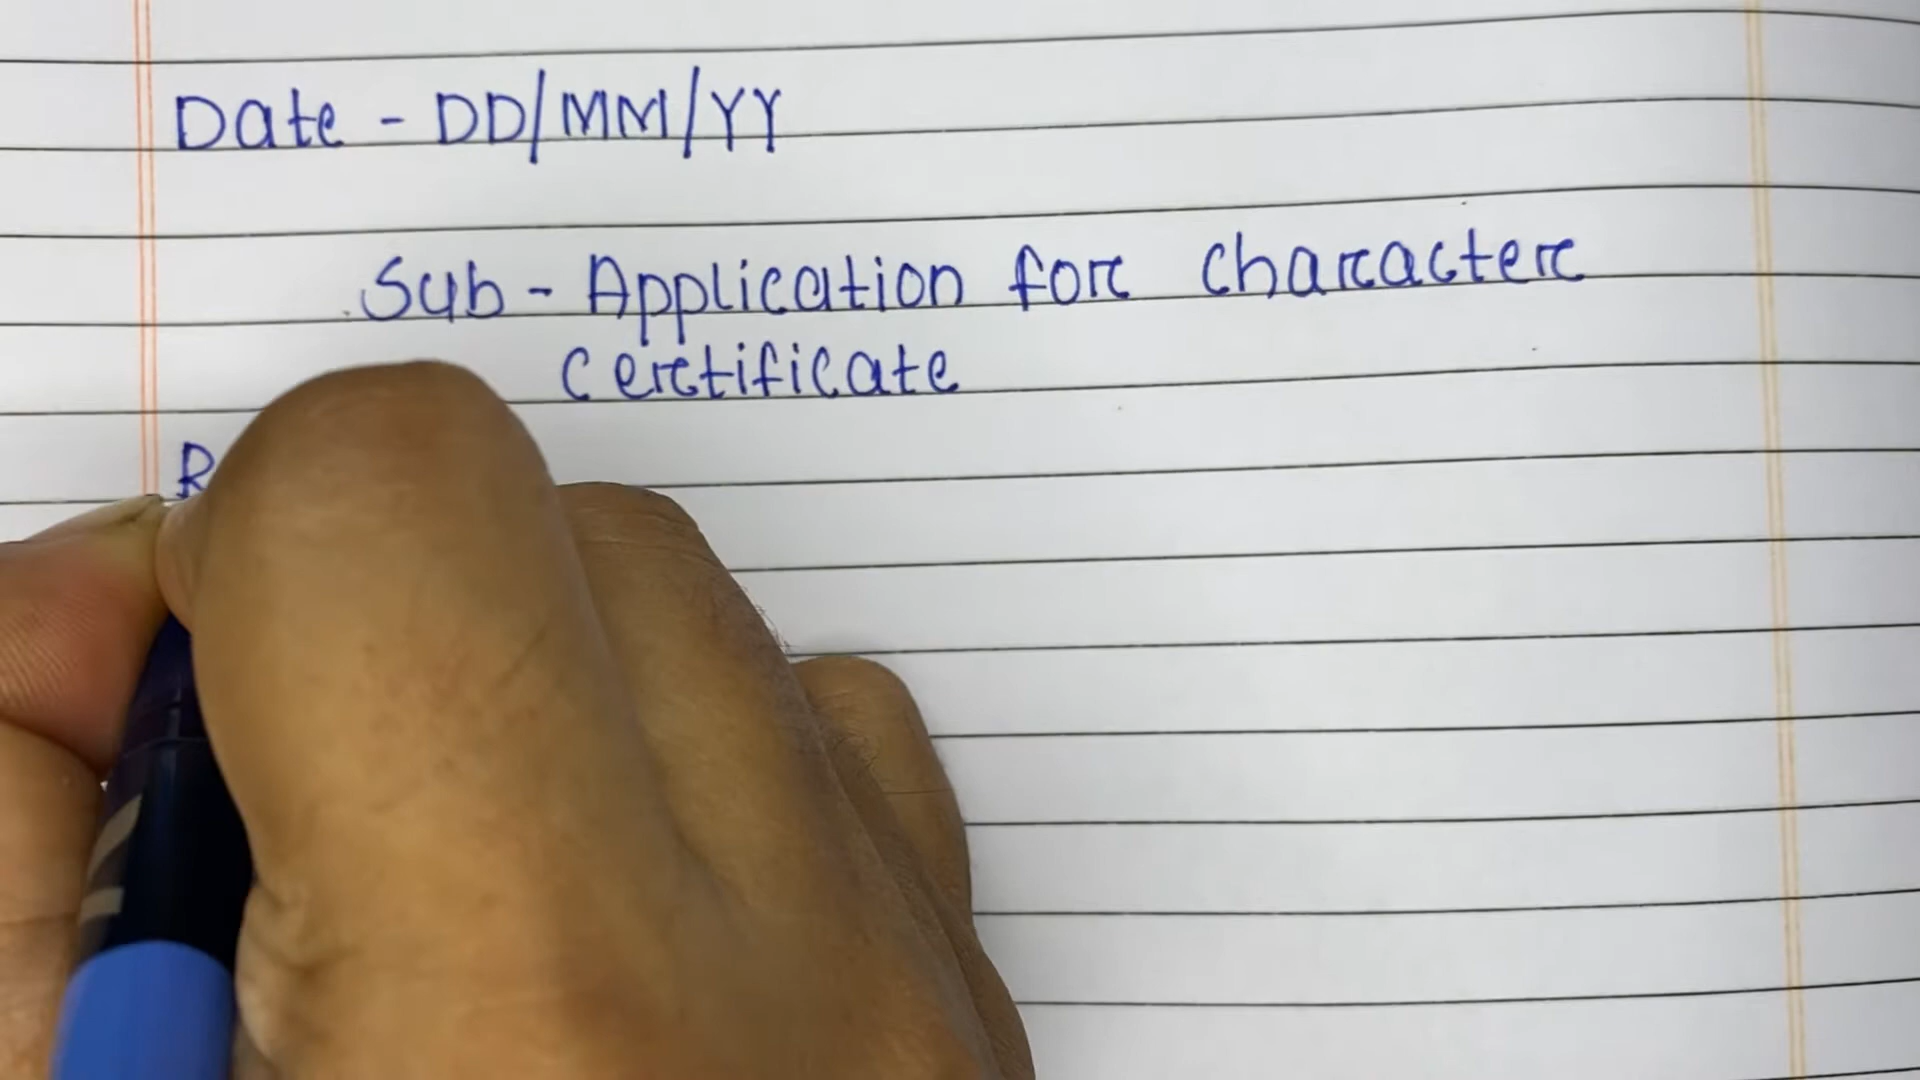 Date - DD/MM/YY
Sub - Application for character
certificate
R